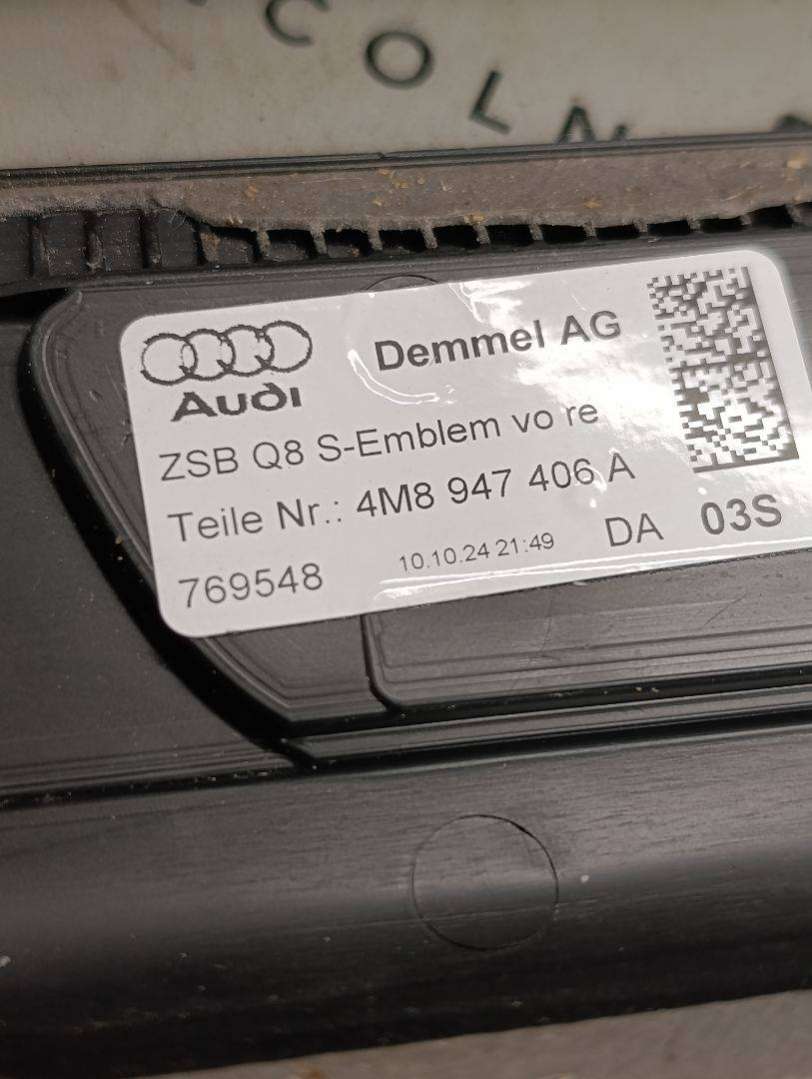 COLN
Audi
Demmel AG
ZSB Q8 S-Emblem vo re
Teile Nr.: 4M8 947 406 A
769548 10.10.24 21:49 DA 03S